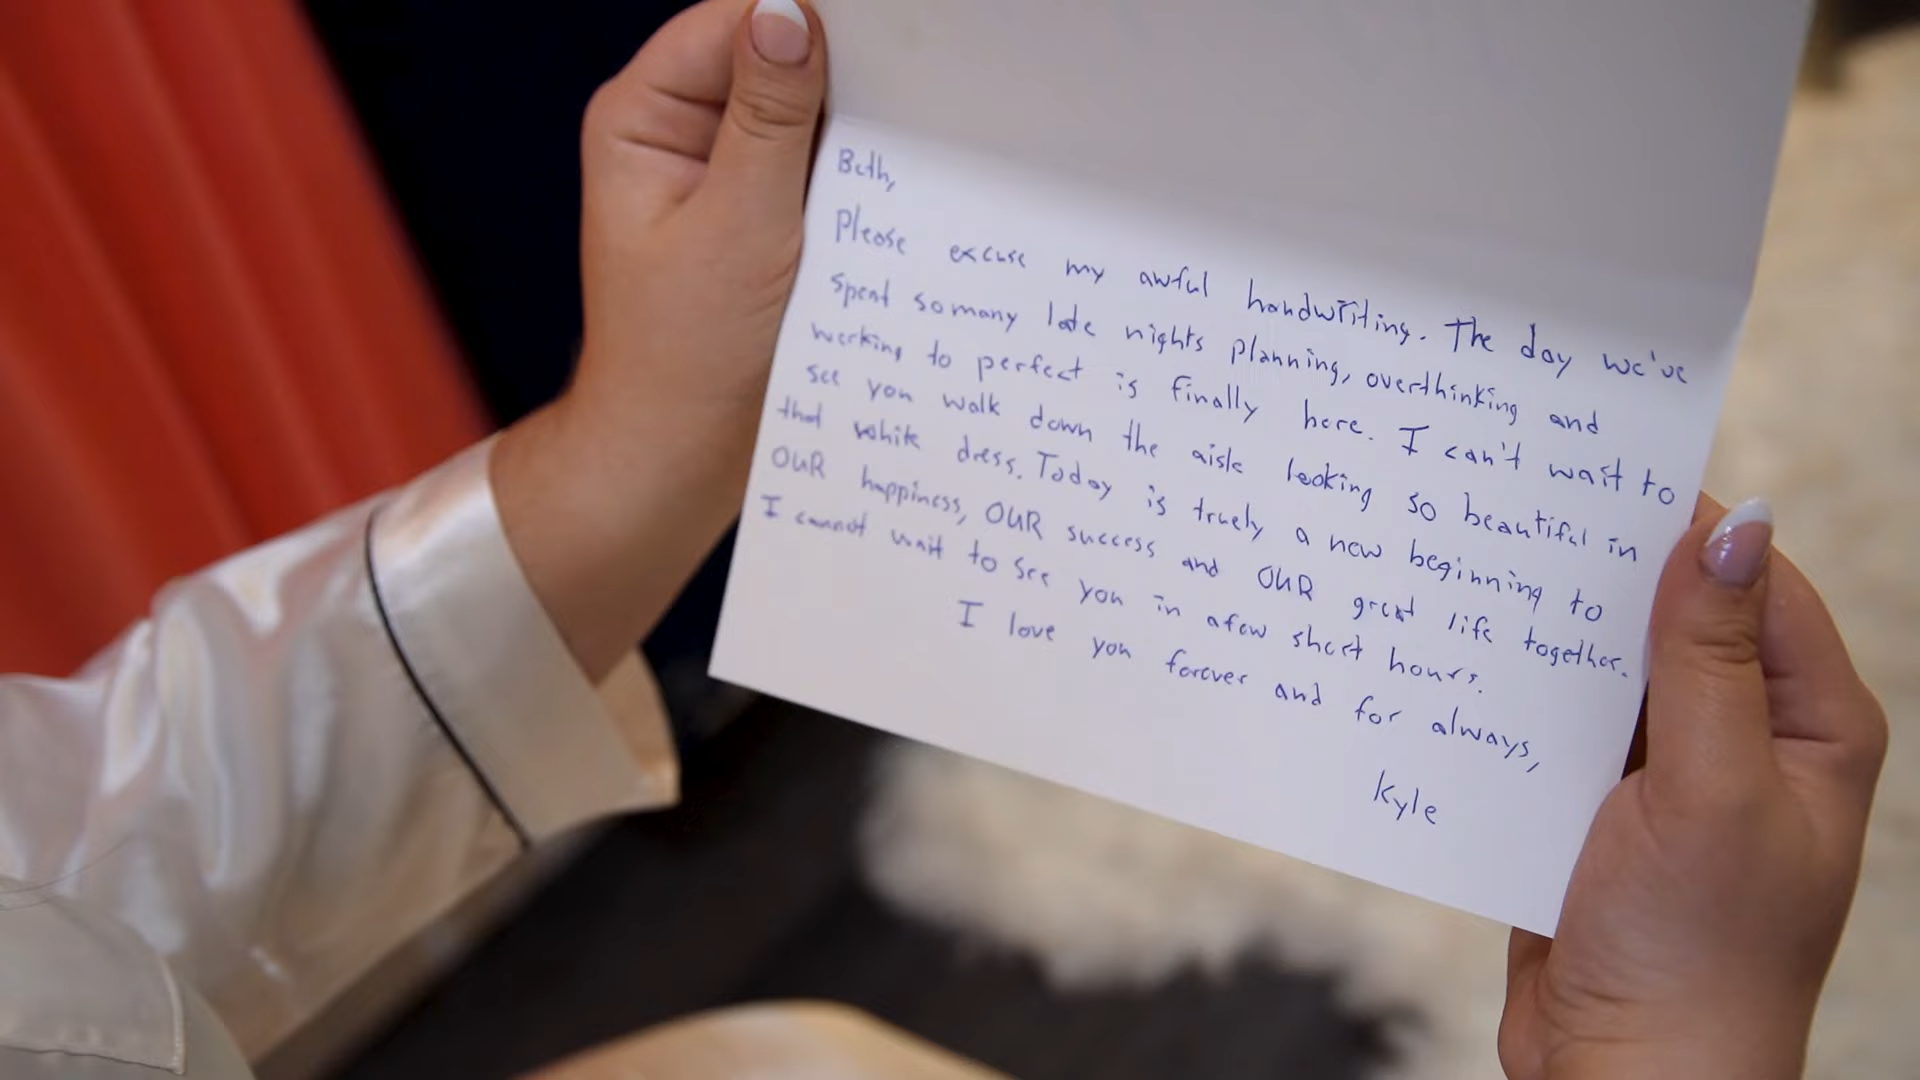 Beth,
Please excuse my awful handwriting. The day we've
spent so many late nights planning, overthinking and
working to perfect is finally here. I can't wait to
see you walk down the aisle looking so beautiful in
that white dress. Today is truely a new beginning to
OUR happiness, OUR success and OUR great life together.
I cannot wait to see you in a few short hours.
I love you forever and for always,
Kyle